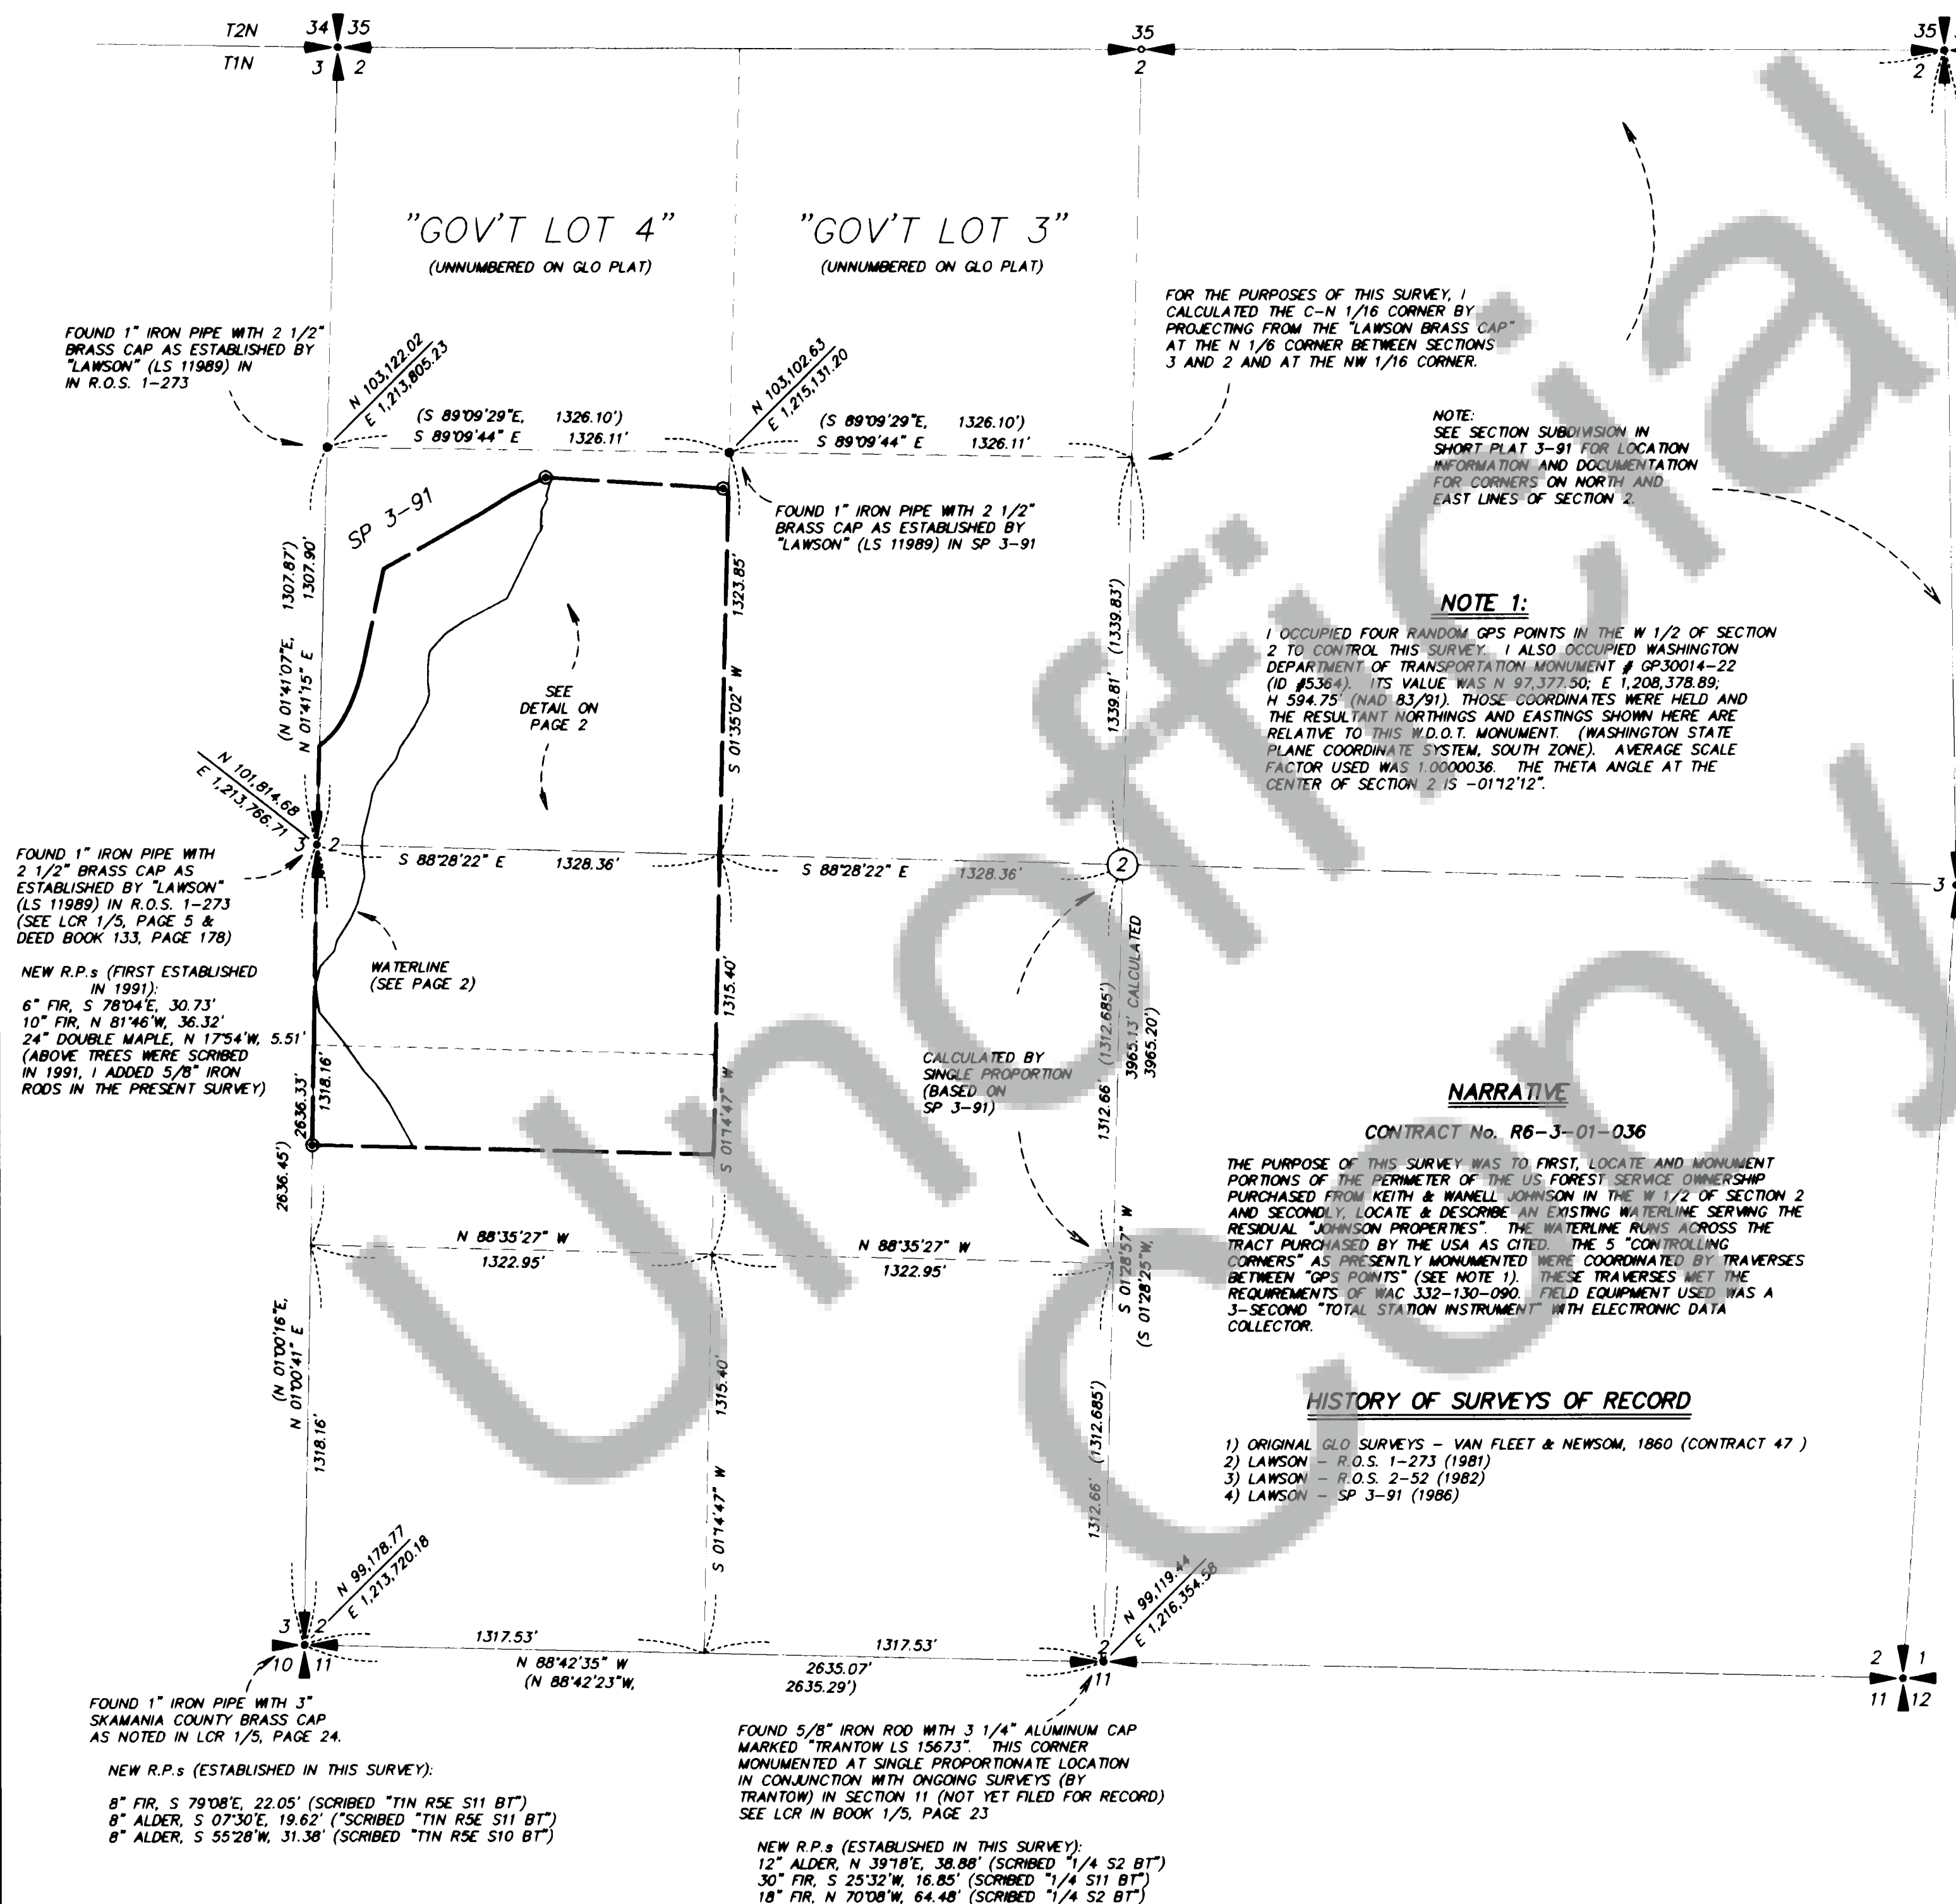 T2N
T1N
34 35
3 2
35
2
35
2
"GOV'T LOT 4"
(UNNUMBERED ON GLO PLAT)
"GOV'T LOT 3"
(UNNUMBERED ON GLO PLAT)
FOUND 1" IRON PIPE WITH 2 1/2"
BRASS CAP AS ESTABLISHED BY
"LAWSON" (LS 11989) IN
IN R.O.S. 1-273
N 103,122.02
E 1,213,805.23
(S 89°09'29"E, 1326.10')
S 89°09'44" E 1326.11'
N 103,102.63
E 1,215,131.20
(S 89°09'29"E, 1326.10')
S 89°09'44" E 1326.11'
FOR THE PURPOSES OF THIS SURVEY, I
CALCULATED THE C-N 1/16 CORNER BY
PROJECTING FROM THE "LAWSON BRASS CAP"
AT THE N 1/6 CORNER BETWEEN SECTIONS
3 AND 2 AND AT THE NW 1/16 CORNER.
NOTE:
SEE SECTION SUBDIVISION IN
SHORT PLAT 3-91 FOR LOCATION
INFORMATION AND DOCUMENTATION
FOR CORNERS ON NORTH AND
EAST LINES OF SECTION 2.
SP 3-91
FOUND 1" IRON PIPE WITH 2 1/2"
BRASS CAP AS ESTABLISHED BY
"LAWSON" (LS 11989) IN SP 3-91
(N 01°41'07"E, 1307.87')
N 01°41'15" E 1307.90'
SEE
DETAIL ON
PAGE 2
S 01°35'02" W 1323.85'
1339.81' (1339.83')
NOTE 1:
I OCCUPIED FOUR RANDOM GPS POINTS IN THE W 1/2 OF SECTION
2 TO CONTROL THIS SURVEY. I ALSO OCCUPIED WASHINGTON
DEPARTMENT OF TRANSPORTATION MONUMENT # GP30014-22
(ID #5364). ITS VALUE WAS N 97,377.50; E 1,208,378.89;
H 594.75' (NAD 83/91). THOSE COORDINATES WERE HELD AND
THE RESULTANT NORTHINGS AND EASTINGS SHOWN HERE ARE
RELATIVE TO THIS W.D.O.T. MONUMENT. (WASHINGTON STATE
PLANE COORDINATE SYSTEM, SOUTH ZONE). AVERAGE SCALE
FACTOR USED WAS 1.0000036. THE THETA ANGLE AT THE
CENTER OF SECTION 2 IS -01°12'12".
N 101,814.68
E 1,213,766.71
3 2
S 88°28'22" E 1328.36'
S 88°28'22" E 1328.36'
2
3
FOUND 1" IRON PIPE WITH
2 1/2" BRASS CAP AS
ESTABLISHED BY "LAWSON"
(LS 11989) IN R.O.S. 1-273
(SEE LCR 1/5, PAGE 5 &
DEED BOOK 133, PAGE 178)
NEW R.P.s (FIRST ESTABLISHED
IN 1991):
6" FIR, S 78°04'E, 30.73'
10" FIR, N 81°46'W, 36.32'
24" DOUBLE MAPLE, N 17°54'W, 5.51'
(ABOVE TREES WERE SCRIBED
IN 1991, I ADDED 5/8" IRON
RODS IN THE PRESENT SURVEY)
WATERLINE
(SEE PAGE 2)
2636.33'
1318.16'
2636.45')
S 01°14'47" W 1315.40'
CALCULATED BY
SINGLE PROPORTION
(BASED ON
SP 3-91)
1312.66' (1312.685')
3965.13' CALCULATED
3965.20')
NARRATIVE
CONTRACT No. R6-3-01-036
THE PURPOSE OF THIS SURVEY WAS TO FIRST, LOCATE AND MONUMENT
PORTIONS OF THE PERIMETER OF THE US FOREST SERVICE OWNERSHIP
PURCHASED FROM KEITH & WANELL JOHNSON IN THE W 1/2 OF SECTION 2
AND SECONDLY, LOCATE & DESCRIBE AN EXISTING WATERLINE SERVING THE
RESIDUAL "JOHNSON PROPERTIES". THE WATERLINE RUNS ACROSS THE
TRACT PURCHASED BY THE USA AS CITED. THE 5 "CONTROLLING
CORNERS" AS PRESENTLY MONUMENTED WERE COORDINATED BY TRAVERSES
BETWEEN "GPS POINTS" (SEE NOTE 1). THESE TRAVERSES MET THE
REQUIREMENTS OF WAC 332-130-090. FIELD EQUIPMENT USED WAS A
3-SECOND "TOTAL STATION INSTRUMENT" WITH ELECTRONIC DATA
COLLECTOR.
N 88°35'27" W
1322.95'
N 88°35'27" W
1322.95'
S 01°28'57" W
(S 01°28'25"W,
(N 01°00'16"E,
N 01°00'41" E
1318.16'
S 01°14'47" W 1315.40'
1312.66' (1312.685')
HISTORY OF SURVEYS OF RECORD
1) ORIGINAL GLO SURVEYS - VAN FLEET & NEWSOM, 1860 (CONTRACT 47 )
2) LAWSON - R.O.S. 1-273 (1981)
3) LAWSON - R.O.S. 2-52 (1982)
4) LAWSON - SP 3-91 (1986)
N 99,178.77
E 1,213,720.18
N 99,119.44
E 1,216,354.58
3 2
10 11
1317.53'
1317.53'
N 88°42'35" W 2635.07'
(N 88°42'23"W, 2635.29')
2
11
2 1
11 12
FOUND 1" IRON PIPE WITH 3"
SKAMANIA COUNTY BRASS CAP
AS NOTED IN LCR 1/5, PAGE 24.
NEW R.P.s (ESTABLISHED IN THIS SURVEY):
8" FIR, S 79°08'E, 22.05' (SCRIBED "T1N R5E S11 BT")
8" ALDER, S 07°30'E, 19.62' ("SCRIBED "T1N R5E S11 BT")
8" ALDER, S 55°28'W, 31.38' (SCRIBED "T1N R5E S10 BT")
FOUND 5/8" IRON ROD WITH 3 1/4" ALUMINUM CAP
MARKED "TRANTOW LS 15673". THIS CORNER
MONUMENTED AT SINGLE PROPORTIONATE LOCATION
IN CONJUNCTION WITH ONGOING SURVEYS (BY
TRANTOW) IN SECTION 11 (NOT YET FILED FOR RECORD)
SEE LCR IN BOOK 1/5, PAGE 23
NEW R.P.s (ESTABLISHED IN THIS SURVEY):
12" ALDER, N 39°18'E, 38.88' (SCRIBED "1/4 S2 BT")
30" FIR, S 25°32'W, 16.85' (SCRIBED "1/4 S11 BT")
18" FIR, N 70°08'W, 64.48' (SCRIBED "1/4 S2 BT")
Unofficial
Copy